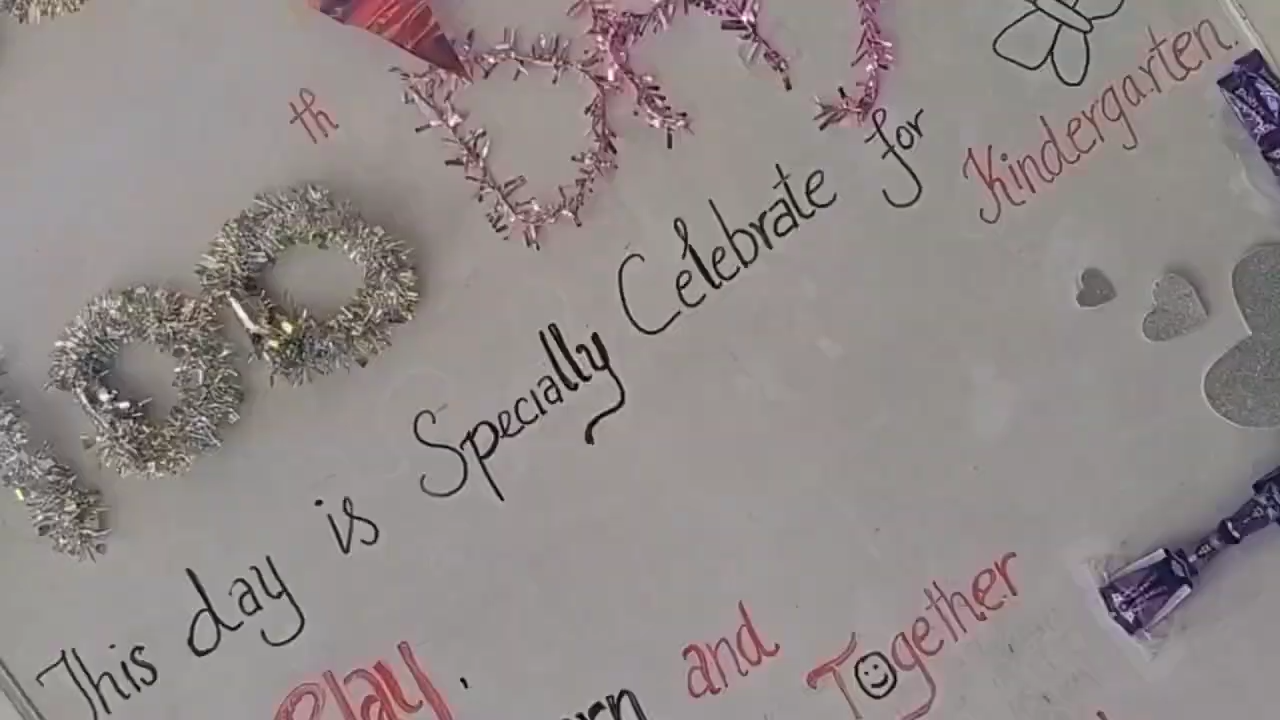 100 th
This day is Specially Celebrate for Kindergarten.
Play, and Together